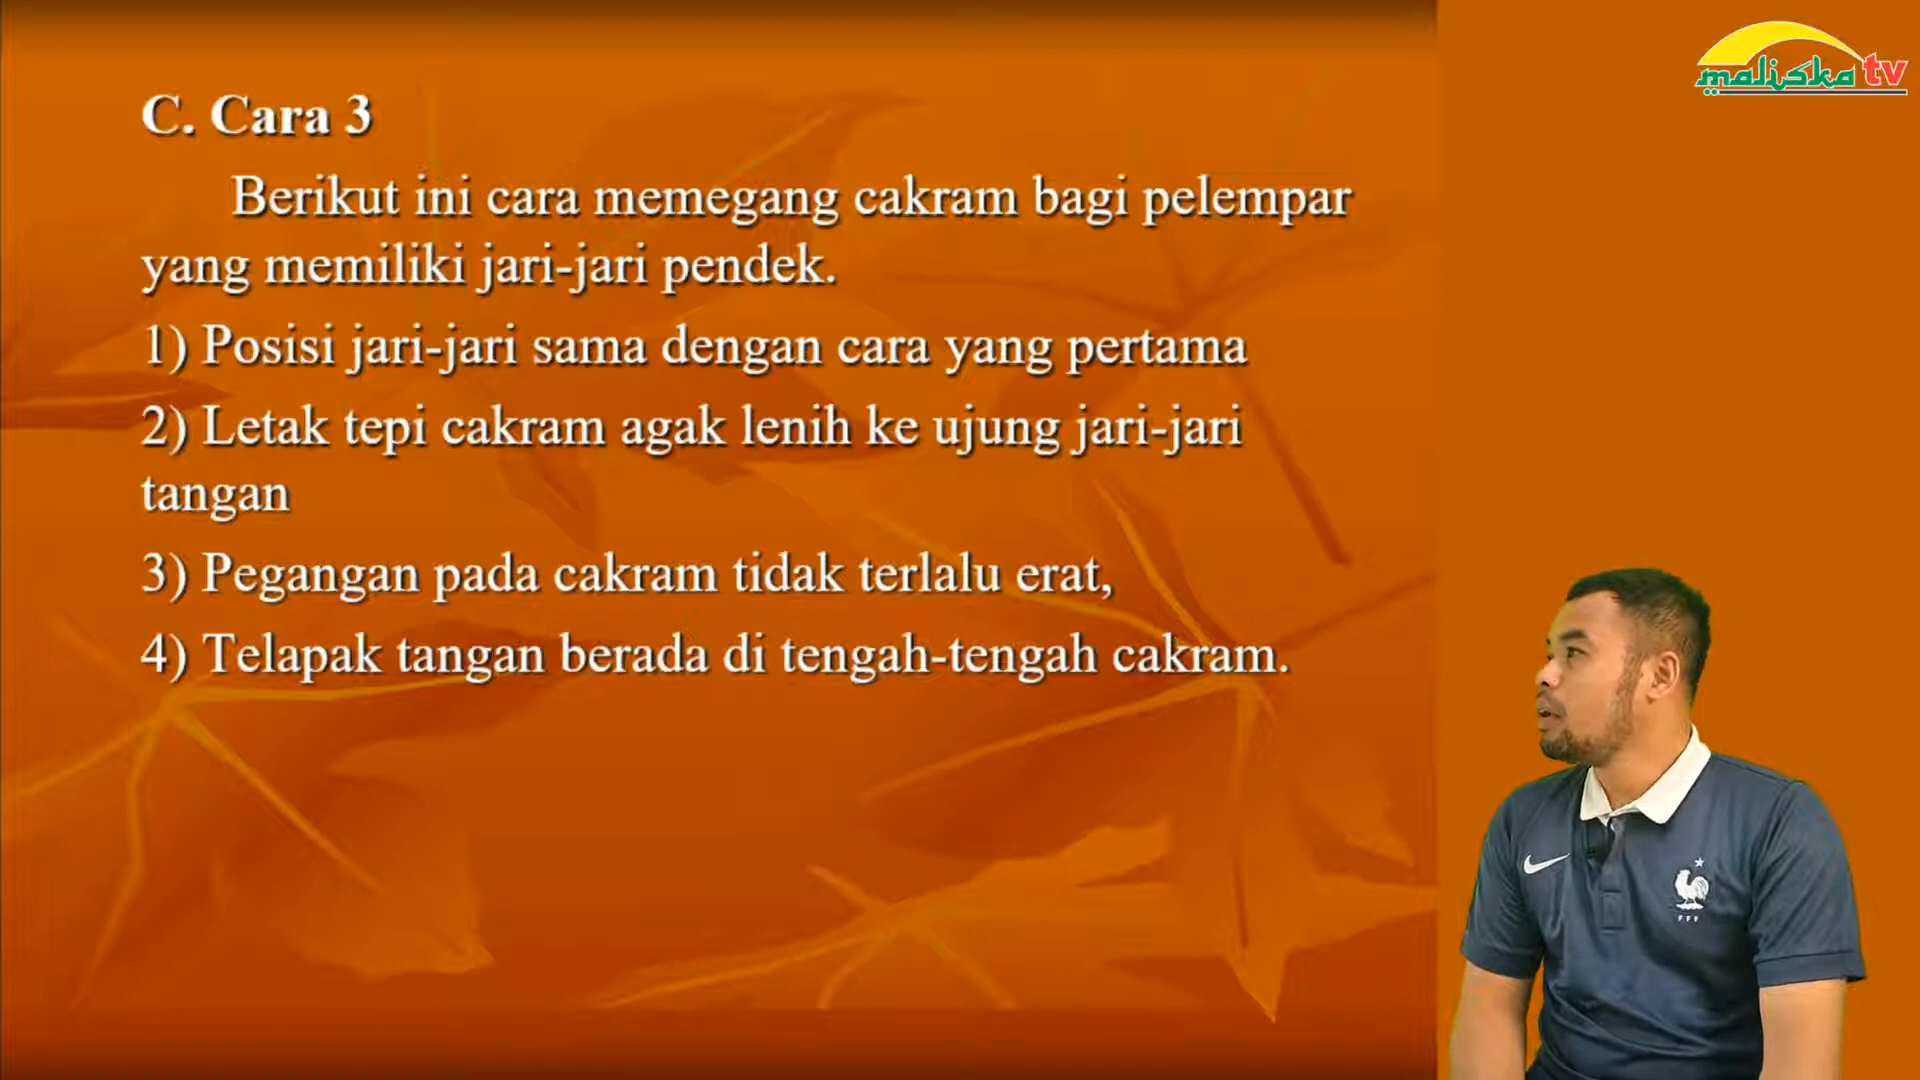 maliska tv
C. Cara 3
Berikut ini cara memegang cakram bagi pelempar
yang memiliki jari-jari pendek.
1) Posisi jari-jari sama dengan cara yang pertama
2) Letak tepi cakram agak lenih ke ujung jari-jari
tangan
3) Pegangan pada cakram tidak terlalu erat,
4) Telapak tangan berada di tengah-tengah cakram.
FFF